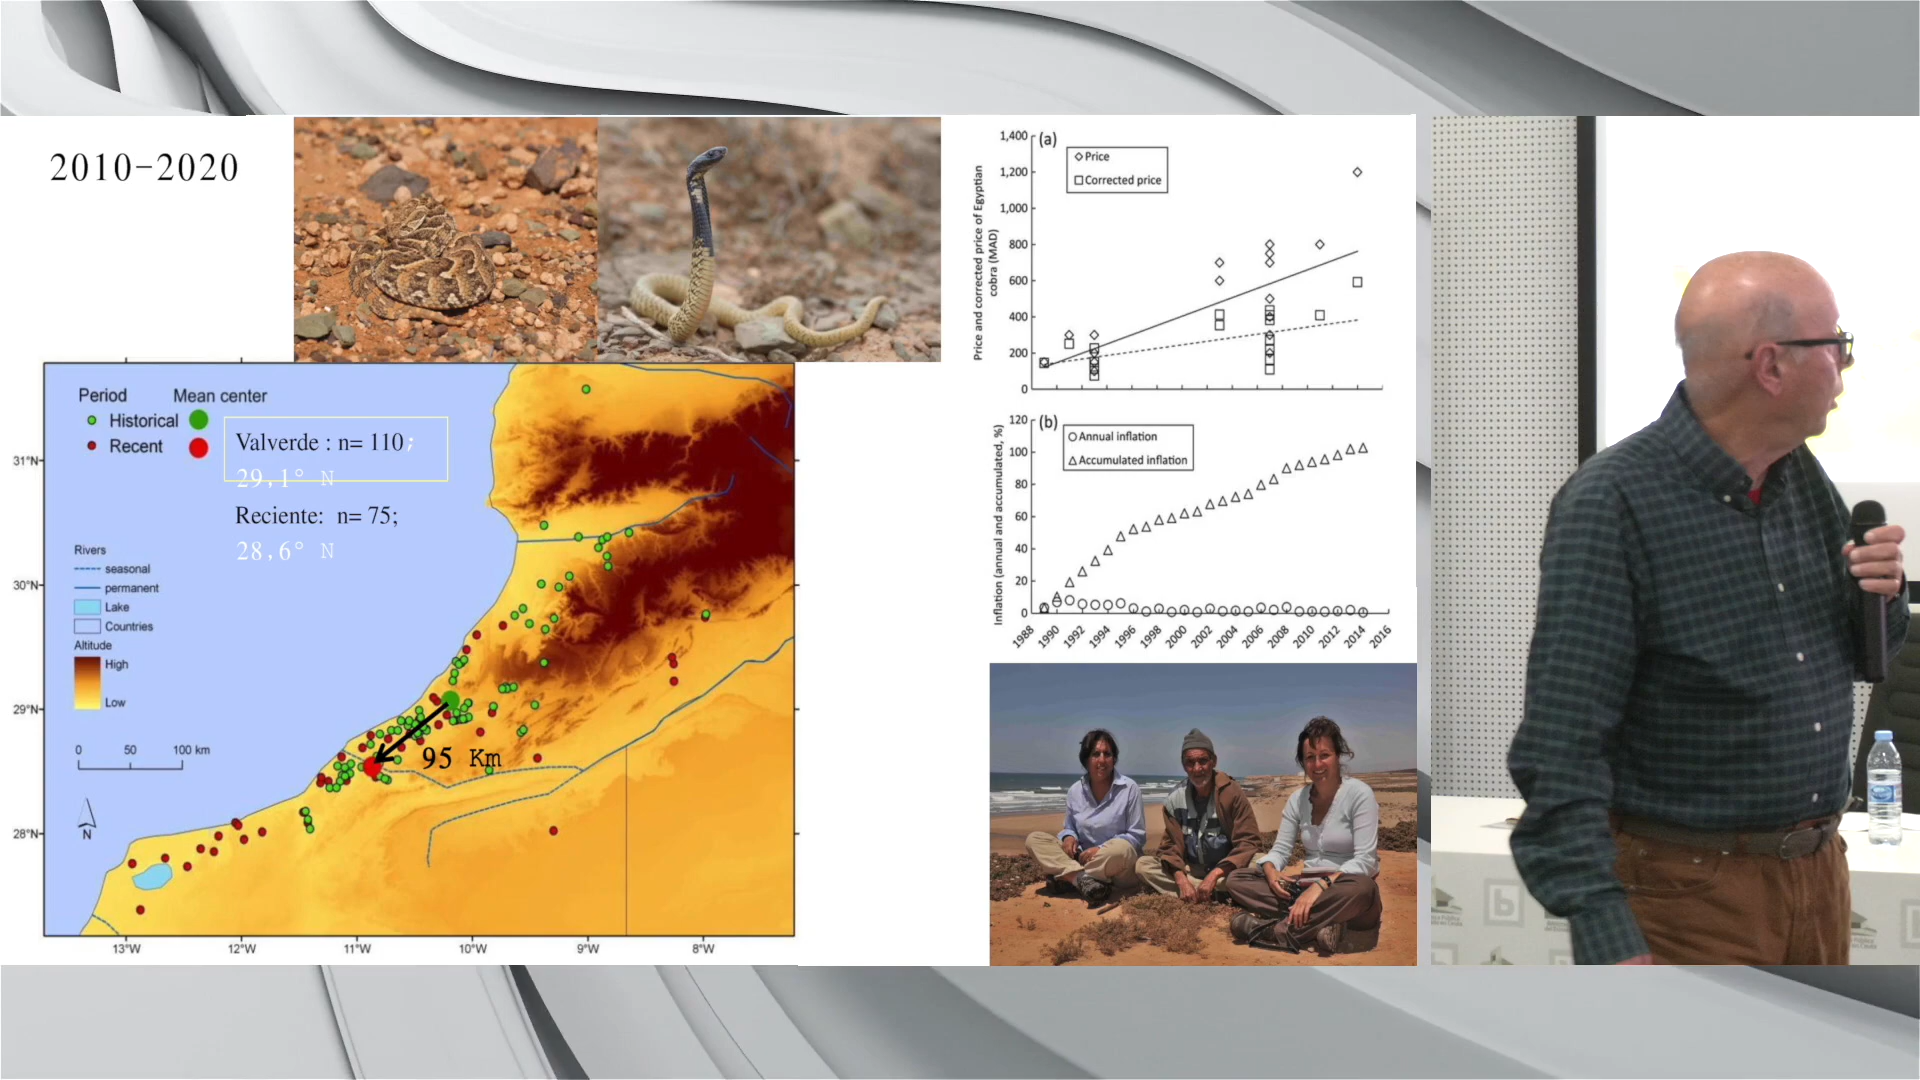 2010-2020
Period Mean center
Historical
Recent
Valverde : n= 110;
29,1° N
Reciente: n= 75;
28,6° N
Rivers
seasonal
permanent
Lake
Countries
Altitude
High
Low
0 50 100 km
N
95 Km
31°N
30°N
29°N
28°N
13°W 12°W 11°W 10°W 9°W 8°W
(a)
Price
Corrected price
Price and corrected price of Egyptian
cobra (MAD)
1,400
1,200
1,000
800
600
400
200
0
(b)
Annual inflation
Accumulated inflation
Inflation (annual and accumulated, %)
120
100
80
60
40
20
0
1988 1990 1992 1994 1996 1998 2000 2002 2004 2006 2008 2010 2012 2014 2016